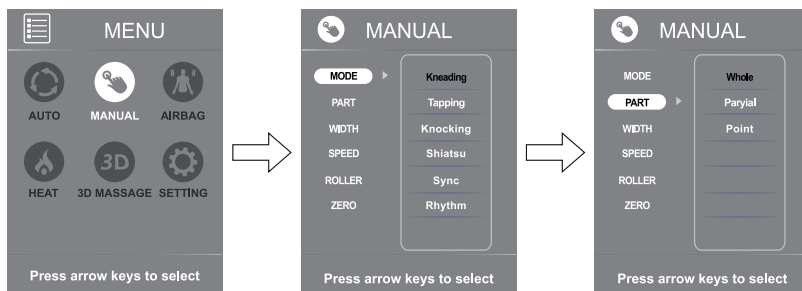 MENU
AUTO MANUAL AIRBAG
3D
HEAT 3D MASSAGE SETTING
Press arrow keys to select
MANUAL
MODE Kneading
PART Tapping
WIDTH Knocking
SPEED Shiatsu
ROLLER Sync
ZERO Rhythm
Press arrow keys to select
MANUAL
MODE Whole
PART Paryial
WIDTH Point
SPEED
ROLLER
ZERO
Press arrow keys to select